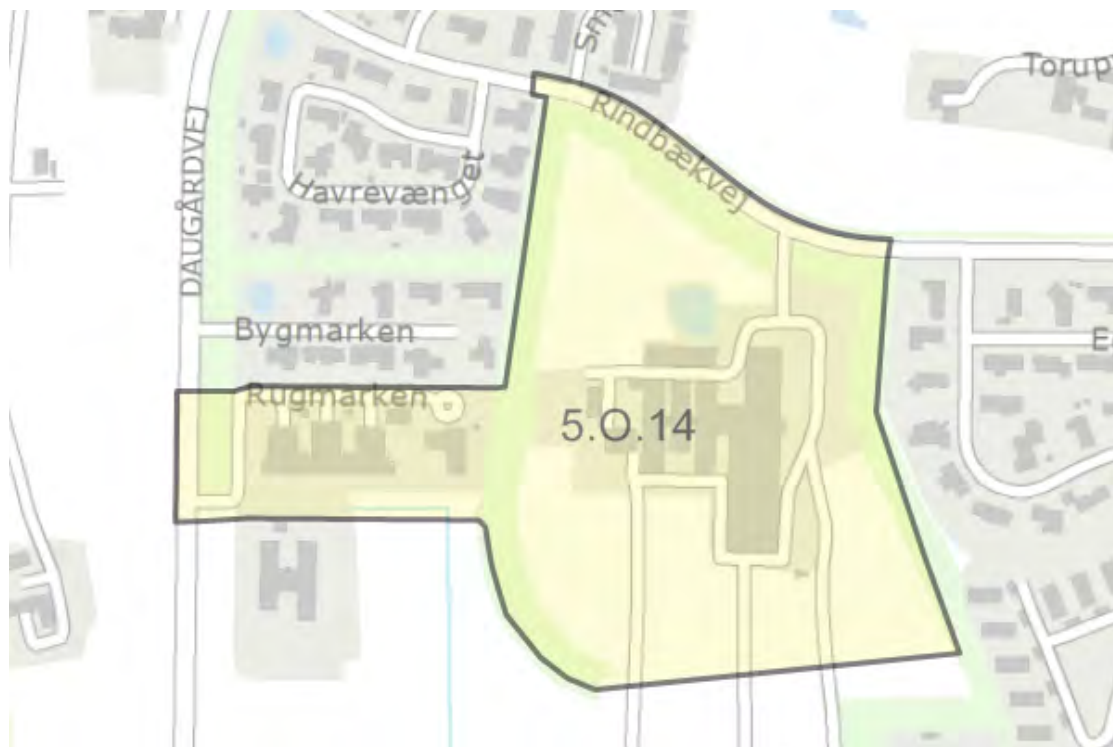 Torup
Rindbækvej
DAUGÅRDVEJ
Havrevænget
Bygmarken
Rugmarken
5.O.14